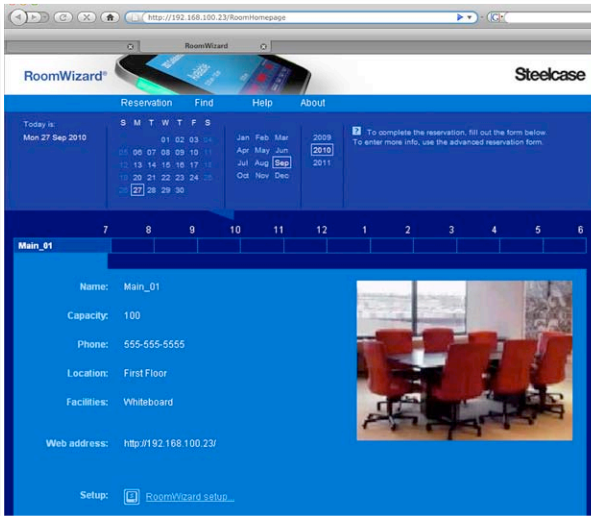 http://192.168.100.23/RoomHomepage
RoomWizard
RoomWizard®
Steelcase
Reservation Find Help About
Today is:
Mon 27 Sep 2010
S M T W T F S
01 02 03 04
05 06 07 08 09 10 11
12 13 14 15 16 17 18
19 20 21 22 23 24 25
26 27 28 29 30
Jan Feb Mar
Apr May Jun
Jul Aug Sep
Oct Nov Dec
2009
2010
2011
? To complete the reservation, fill out the form below.
To enter more info, use the advanced reservation form.
7 8 9 10 11 12 1 2 3 4 5 6
Main_01
Name: Main_01
Capacity: 100
Phone: 555-555-5555
Location: First Floor
Facilities: Whiteboard
Web address: http://192.168.100.23/
Setup: RoomWizard setup...